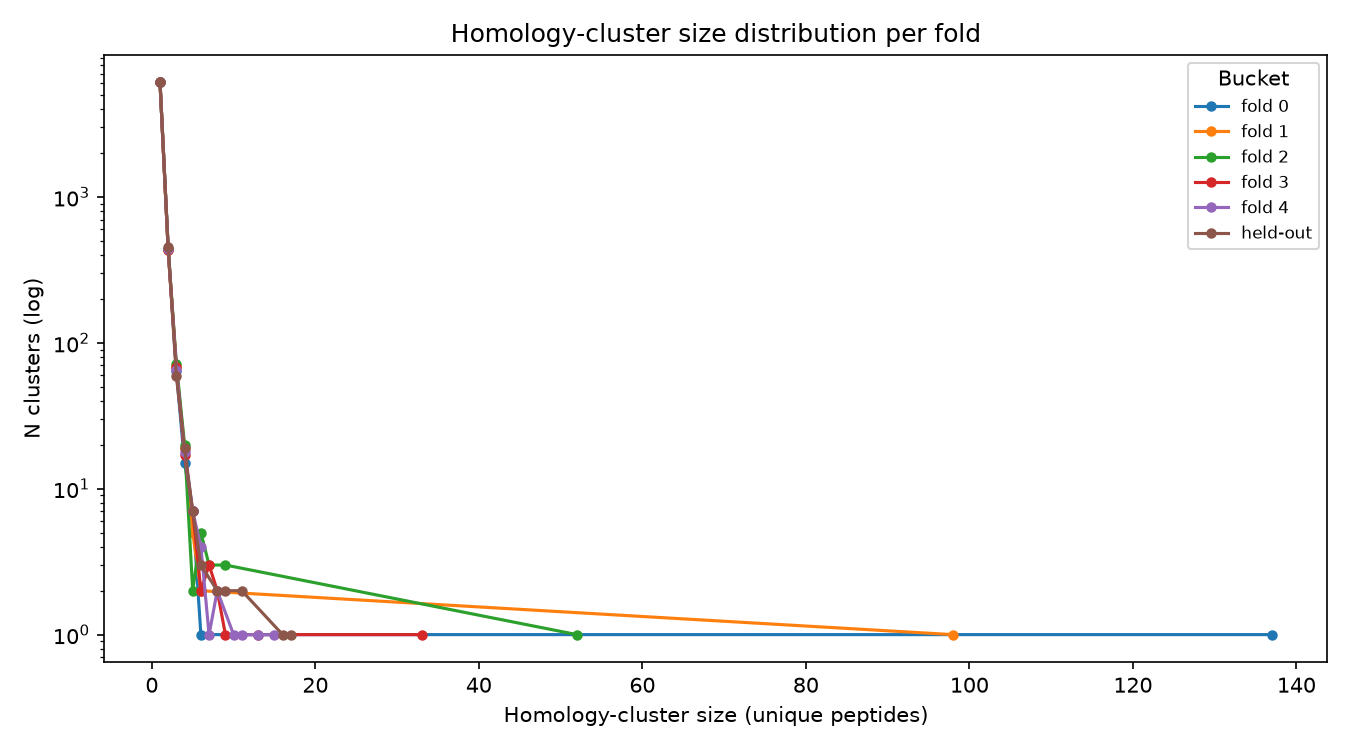 Homology-cluster size distribution per fold
Bucket
fold 0
fold 1
fold 2
fold 3
fold 4
held-out
N clusters (log)
10³
10²
10¹
10⁰
0 20 40 60 80 100 120 140
Homology-cluster size (unique peptides)